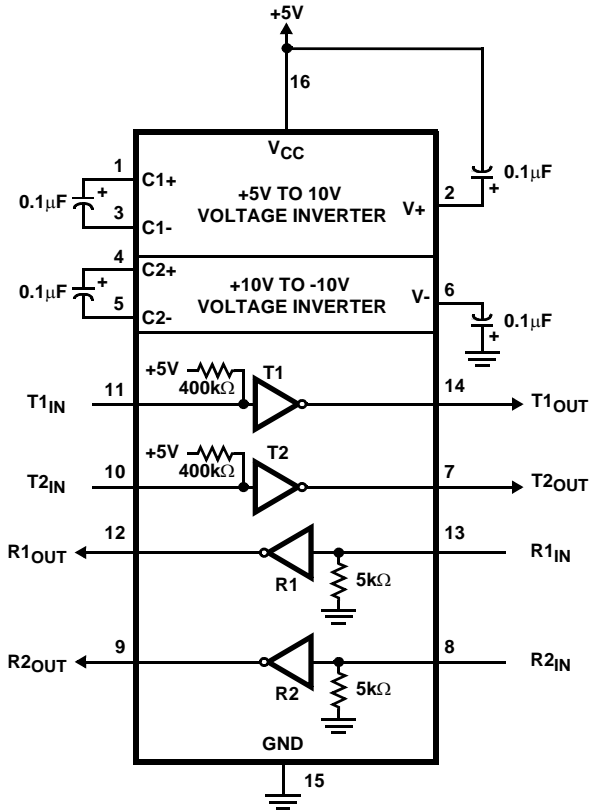 +5V
16
VCC
1
C1+
0.1µF
+
3
C1-
+5V TO 10V
VOLTAGE INVERTER
V+
2
0.1µF
+
4
C2+
0.1µF
+
5
C2-
+10V TO -10V
VOLTAGE INVERTER
V-
6
0.1µF
+
+5V
400kΩ
T1
T1IN
11
14
T1OUT
+5V
400kΩ
T2
T2IN
10
7
T2OUT
R1OUT
12
13
R1IN
R1
5kΩ
R2OUT
9
8
R2IN
R2
5kΩ
GND
15